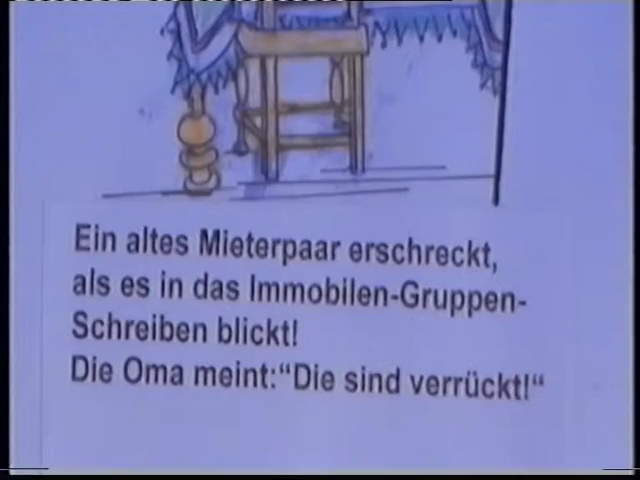 Ein altes Mieterpaar erschreckt,
als es in das Immobilen-Gruppen-
Schreiben blickt!
Die Oma meint:“Die sind verrückt!“